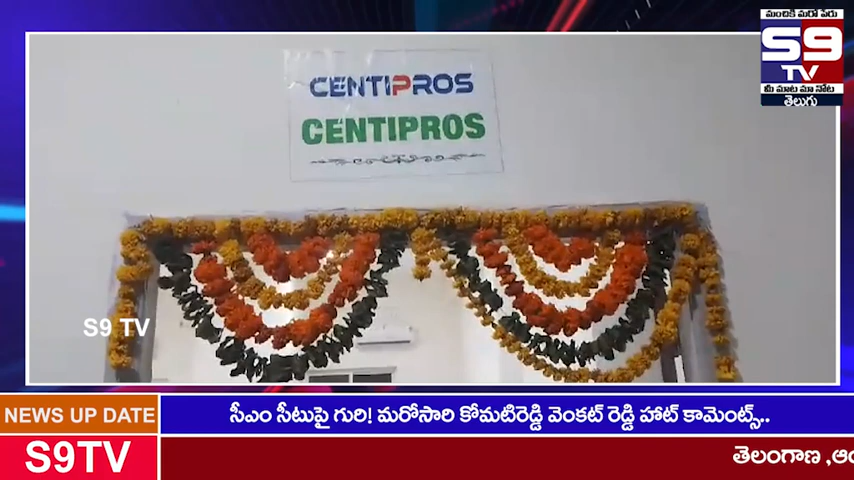 మంచికి మరో పేరు
S9
TV
మీ మాట మా నోట
తెలుగు
CENTIPROS
CENTIPROS
S9 TV
NEWS UP DATE
సీఎం సీటుపై గురి! మరోసారి కోమటిరెడ్డి వెంకట్ రెడ్డి హాట్ కామెంట్స్..
S9TV
తెలంగాణ ,ఆం